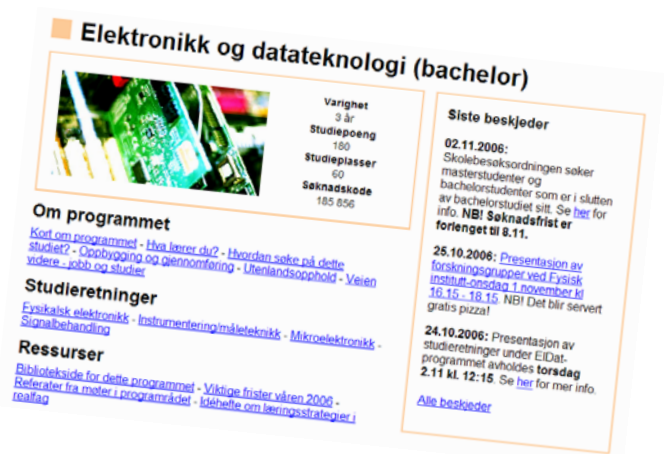 Elektronikk og datateknologi (bachelor)
Varighet
3 år
Studiepoeng
180
Studieplasser
60
Søknadskode
185 856
Om programmet
Kort om programmet - Hva lærer du? - Hvordan søke på dette
studiet? - Oppbygging og gjennomføring - Utenlandsopphold - Veien
videre - jobb og studier
Studieretninger
Fysikalsk elektronikk - Instrumentering/måleteknikk - Mikroelektronikk -
Signalbehandling
Ressurser
Bibliotekside for dette programmet - Viktige frister våren 2006 -
Referater fra møter i programrådet - Idéhefte om læringsstrategier i
realfag
Siste beskjeder
02.11.2006:
Skolebesøksordningen søker
masterstudenter og
bachelorstudenter som er i slutten
av bachelorstudiet sitt. Se her for
info. NB! Søknadsfrist er
forlenget til 8.11.
25.10.2006: Presentasjon av
forskningsgrupper ved Fysisk
institutt-onsdag 1.november kl
16.15 - 18.15. NB! Det blir servert
gratis pizza!
24.10.2006: Presentasjon av
studieretninger under ElDat-
programmet avholdes torsdag
2.11 kl. 12:15. Se her for mer info.
Alle beskjeder